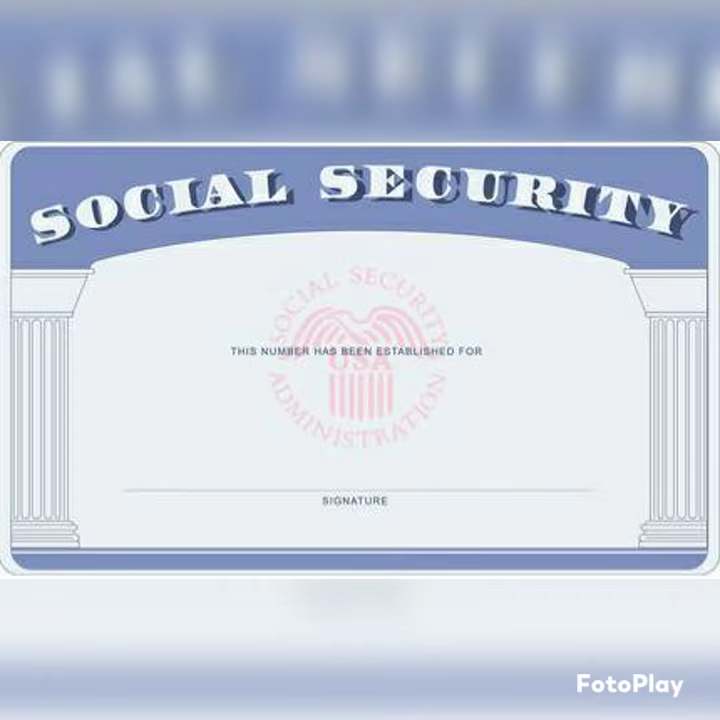 SOCIAL SECURITY
SOCIAL SECURITY
THIS NUMBER HAS BEEN ESTABLISHED FOR
USA
ADMINISTRATION
SIGNATURE
FotoPlay